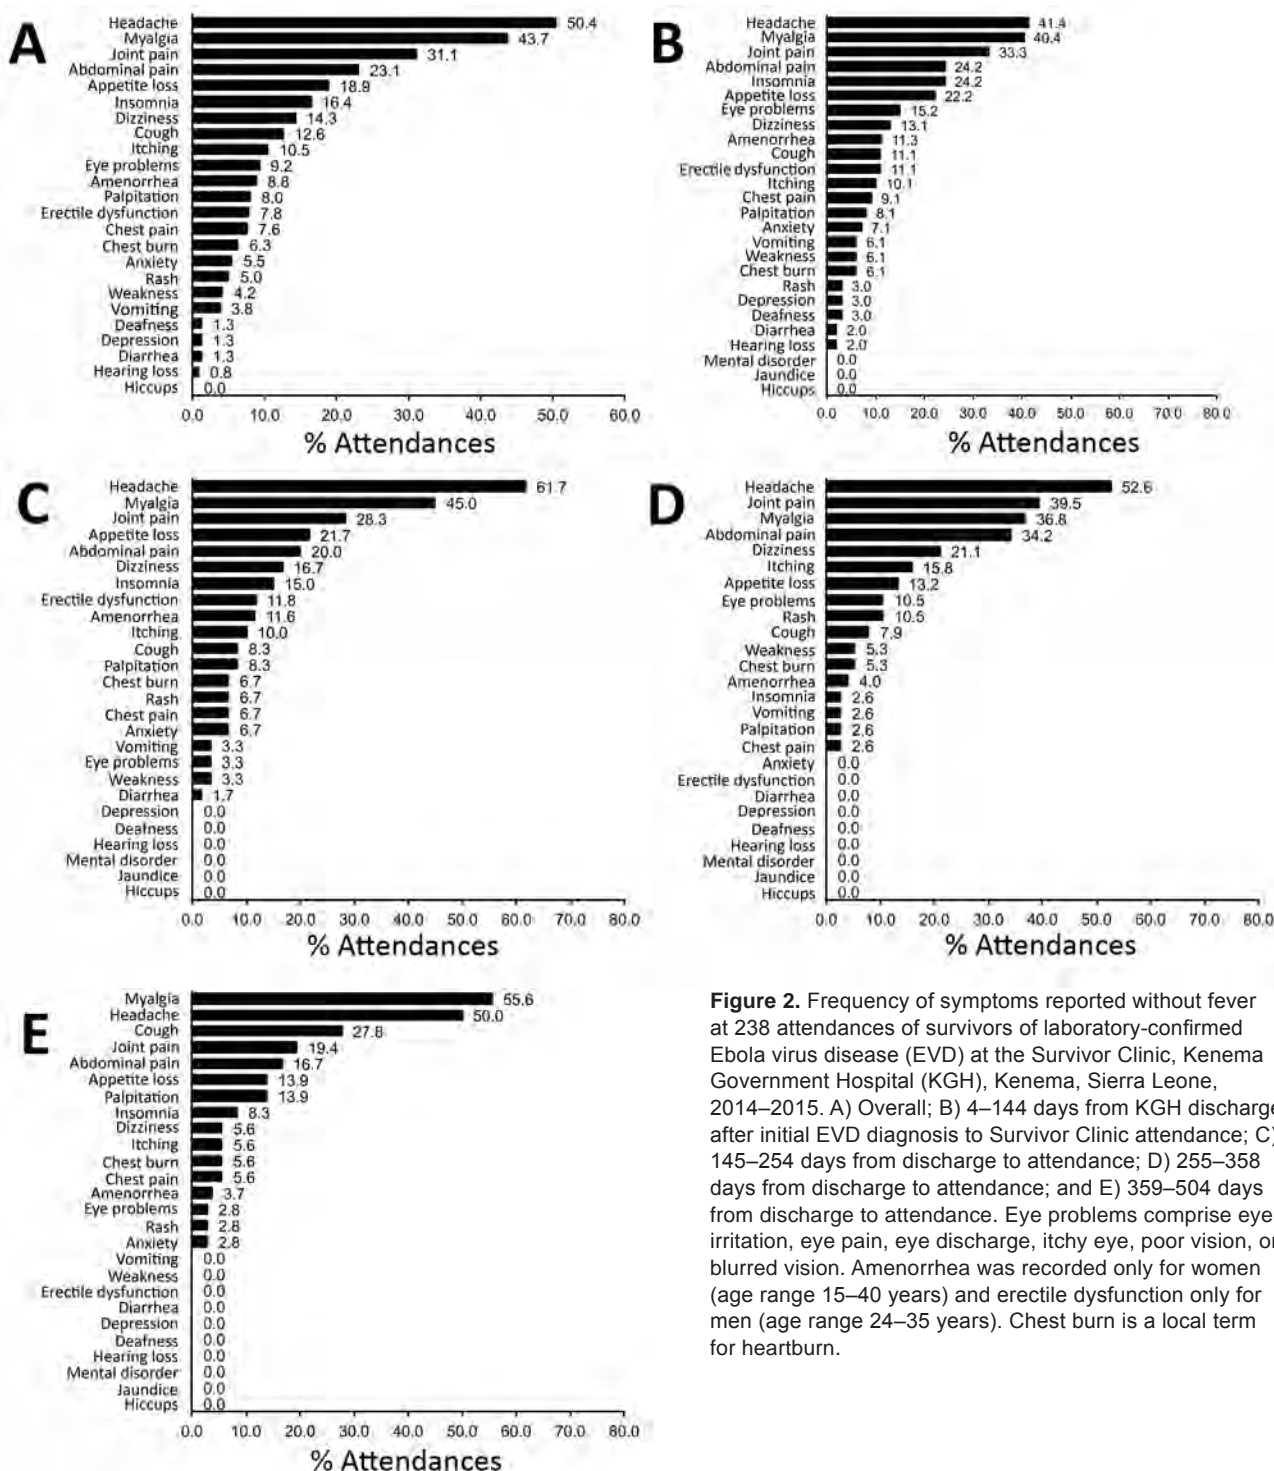 A
Headache 50.4
Myalgia 43.7
Joint pain 31.1
Abdominal pain 23.1
Appetite loss 18.9
Insomnia 16.4
Dizziness 14.3
Cough 12.6
Itching 10.5
Eye problems 9.2
Amenorrhea 8.8
Palpitation 8.0
Erectile dysfunction 7.8
Chest pain 7.6
Chest burn 6.3
Anxiety 5.5
Rash 5.0
Weakness 4.2
Vomiting 3.8
Deafness 1.3
Depression 1.3
Diarrhea 1.3
Hearing loss 0.8
Hiccups 0.0
0.0 10.0 20.0 30.0 40.0 50.0 60.0
% Attendances
B
Headache 41.4
Myalgia 40.4
Joint pain 33.3
Abdominal pain 24.2
Insomnia 24.2
Appetite loss 22.2
Eye problems 15.2
Dizziness 13.1
Amenorrhea 11.3
Cough 11.1
Erectile dysfunction 11.1
Itching 10.1
Chest pain 9.1
Palpitation 8.1
Anxiety 7.1
Vomiting 6.1
Weakness 6.1
Chest burn 6.1
Rash 3.0
Depression 3.0
Deafness 3.0
Diarrhea 2.0
Hearing loss 2.0
Mental disorder 0.0
Jaundice 0.0
Hiccups 0.0
0.0 10.0 20.0 30.0 40.0 50.0 60.0 70.0 80.0
% Attendances
C
Headache 61.7
Myalgia 45.0
Joint pain 28.3
Appetite loss 21.7
Abdominal pain 20.0
Dizziness 16.7
Insomnia 15.0
Erectile dysfunction 11.8
Amenorrhea 11.6
Itching 10.0
Cough 8.3
Palpitation 8.3
Chest burn 6.7
Rash 6.7
Chest pain 6.7
Anxiety 6.7
Vomiting 3.3
Eye problems 3.3
Weakness 3.3
Diarrhea 1.7
Depression 0.0
Deafness 0.0
Hearing loss 0.0
Mental disorder 0.0
Jaundice 0.0
Hiccups 0.0
0.0 10.0 20.0 30.0 40.0 50.0 60.0 70.0 80.0
% Attendances
D
Headache 52.6
Joint pain 39.5
Myalgia 36.8
Abdominal pain 34.2
Dizziness 21.1
Itching 15.8
Appetite loss 13.2
Eye problems 10.5
Rash 10.5
Cough 7.9
Weakness 5.3
Chest burn 5.3
Amenorrhea 4.0
Insomnia 2.6
Vomiting 2.6
Palpitation 2.6
Chest pain 2.6
Anxiety 0.0
Erectile dysfunction 0.0
Diarrhea 0.0
Depression 0.0
Deafness 0.0
Hearing loss 0.0
Mental disorder 0.0
Jaundice 0.0
Hiccups 0.0
0.0 10.0 20.0 30.0 40.0 50.0 60.0 70.0 80.0
% Attendances
E
Myalgia 55.6
Headache 50.0
Cough 27.8
Joint pain 19.4
Abdominal pain 16.7
Appetite loss 13.9
Palpitation 13.9
Insomnia 8.3
Dizziness 5.6
Itching 5.6
Chest burn 5.6
Chest pain 5.6
Amenorrhea 3.7
Eye problems 2.8
Rash 2.8
Anxiety 2.8
Vomiting 0.0
Weakness 0.0
Erectile dysfunction 0.0
Diarrhea 0.0
Depression 0.0
Deafness 0.0
Hearing loss 0.0
Mental disorder 0.0
Jaundice 0.0
Hiccups 0.0
0.0 10.0 20.0 30.0 40.0 50.0 60.0 70.0 80.0
% Attendances
Figure 2. Frequency of symptoms reported without fever
at 238 attendances of survivors of laboratory-confirmed
Ebola virus disease (EVD) at the Survivor Clinic, Kenema
Government Hospital (KGH), Kenema, Sierra Leone,
2014–2015. A) Overall; B) 4–144 days from KGH discharge
after initial EVD diagnosis to Survivor Clinic attendance; C)
145–254 days from discharge to attendance; D) 255–358
days from discharge to attendance; and E) 359–504 days
from discharge to attendance. Eye problems comprise eye
irritation, eye pain, eye discharge, itchy eye, poor vision, or
blurred vision. Amenorrhea was recorded only for women
(age range 15–40 years) and erectile dysfunction only for
men (age range 24–35 years). Chest burn is a local term
for heartburn.